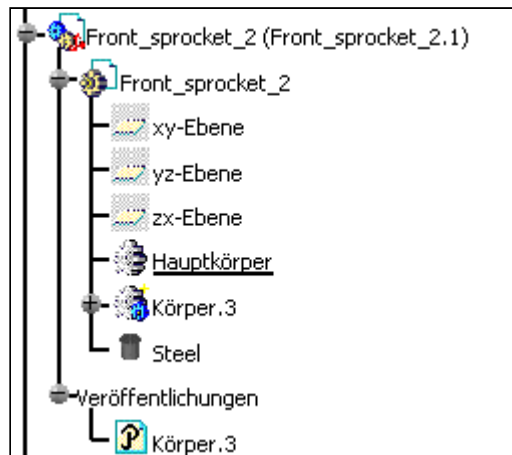 Front_sprocket_2 (Front_sprocket_2.1)
Front_sprocket_2
xy-Ebene
yz-Ebene
zx-Ebene
Hauptkörper
Körper.3
Steel
Veröffentlichungen
Körper.3